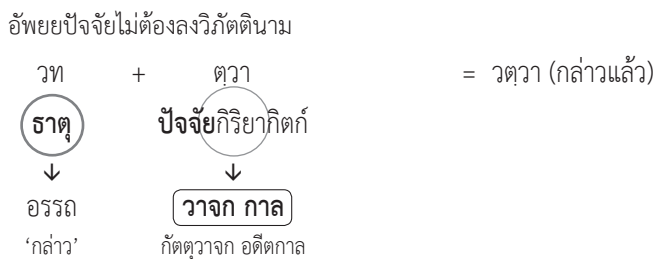 อัพยยปัจจัยไม่ต้องลงวิภัตตินาม
วท + ตฺวา = วตฺวา (กล่าวแล้ว)
ธาตุ ปัจจัยกิริยากิตก์
↓ ↓
อรรถ วาจก กาล
‘กล่าว’ กัตตุวาจก อดีตกาล